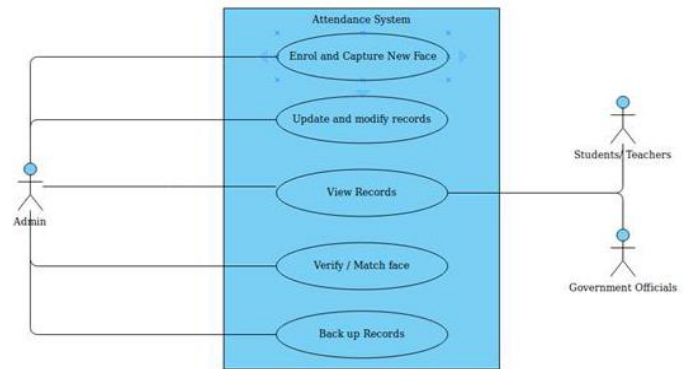 Attendance System
Enrol and Capture New Face
Update and modify records
Students/ Teachers
View Records
Admin
Verify / Match face
Government Officials
Back up Records